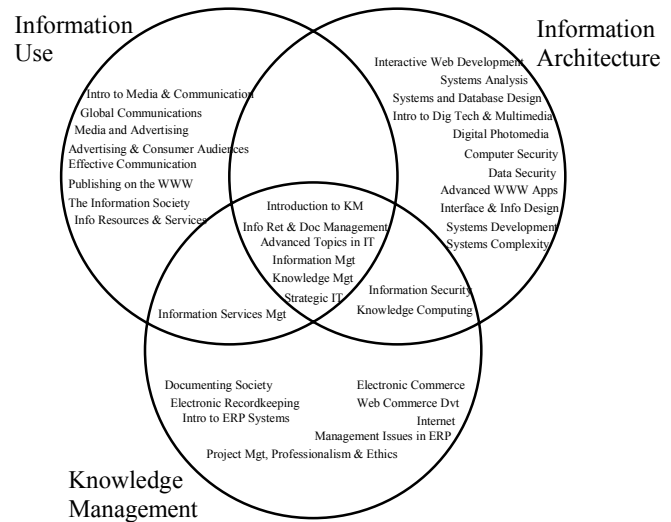 Information
Use
Information
Architecture
Intro to Media & Communication
Global Communications
Media and Advertising
Advertising & Consumer Audiences
Effective Communication
Publishing on the WWW
The Information Society
Info Resources & Services
Interactive Web Development
Systems Analysis
Systems and Database Design
Intro to Dig Tech & Multimedia
Digital Photomedia
Computer Security
Data Security
Advanced WWW Apps
Interface & Info Design
Systems Development
Systems Complexity
Introduction to KM
Info Ret & Doc Management
Advanced Topics in IT
Information Mgt
Knowledge Mgt
Strategic IT
Information Security
Knowledge Computing
Information Services Mgt
Documenting Society
Electronic Recordkeeping
Intro to ERP Systems
Electronic Commerce
Web Commerce Dvt
Internet
Management Issues in ERP
Project Mgt, Professionalism & Ethics
Knowledge
Management